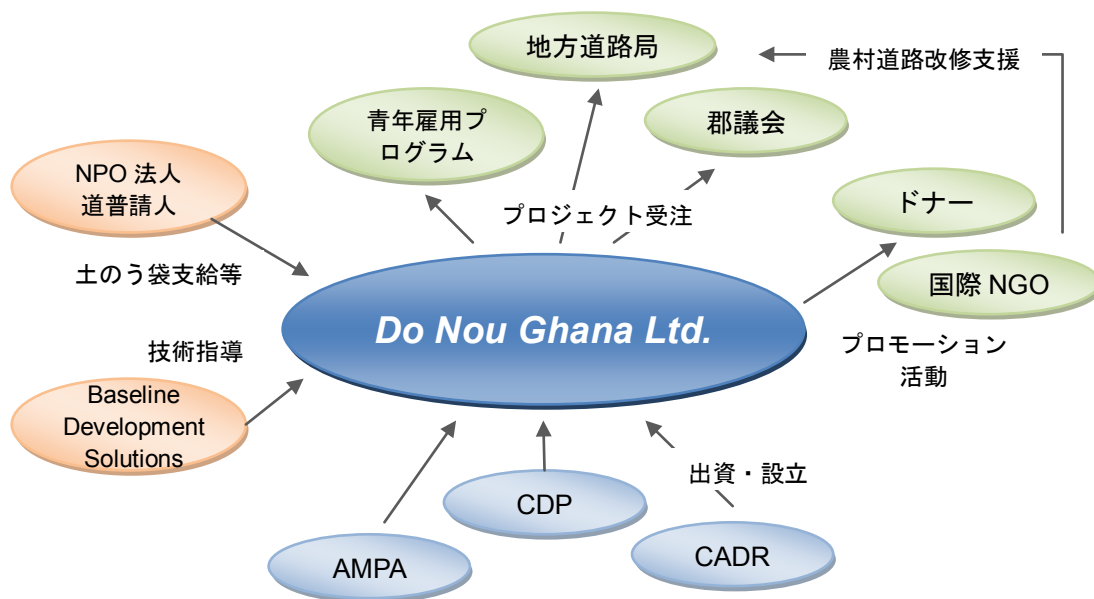 地方道路局
農村道路改修支援
青年雇用プ
ログラム
郡議会
NPO 法人
道普請人
プロジェクト受注
ドナー
土のう袋支給等
国際 NGO
Do Nou Ghana Ltd.
プロモーション
活動
技術指導
Baseline
Development
Solutions
出資・設立
CDP
AMPA
CADR